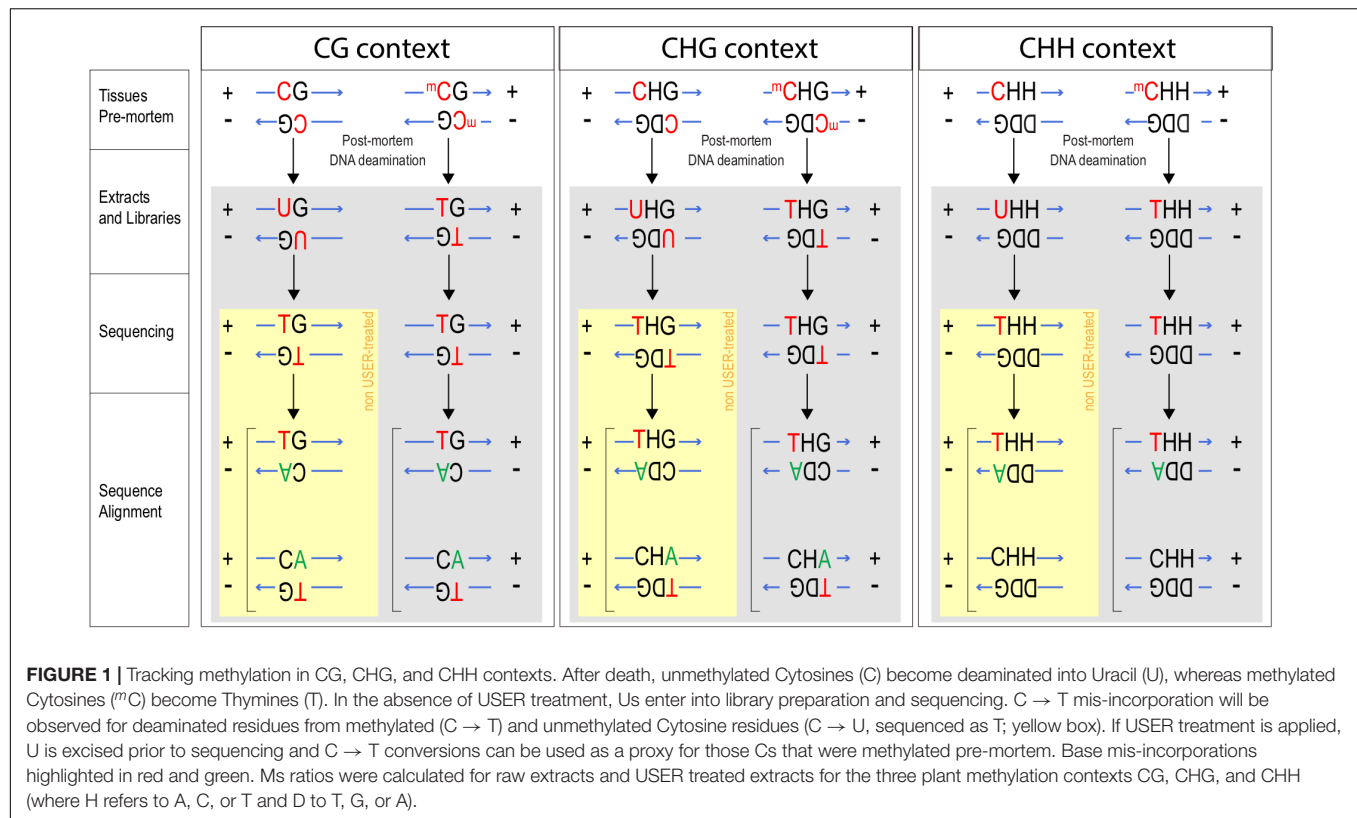 CG context
CHG context
CHH context
Tissues
Pre-mortem
+ CG mCG +
- GC GCm -
+ CHG mCHG +
- GDC GDCm -
+ CHH mCHH +
- DDG DDG -
Post-mortem
DNA deamination
Post-mortem
DNA deamination
Post-mortem
DNA deamination
Extracts
and Libraries
+ UG TG +
- GU GT -
+ UHG THG +
- GDU GDT -
+ UHH THH +
- DDG DDG -
Sequencing
+ TG TG +
- GT GT -
+ THG THG +
- GDT GDT -
+ THH THH +
- DDG DDG -
non USER-treated
non USER-treated
non USER-treated
Sequence
Alignment
+ TG TG +
- AC AC -
+ THG THG +
- ADC ADC -
+ THH THH +
- ADD ADD -
+ CA CA +
- GT GT -
+ CHA CHA +
- GDT GDT -
+ CHH CHH +
- DDG DDG -
FIGURE 1 | Tracking methylation in CG, CHG, and CHH contexts. After death, unmethylated Cytosines (C) become deaminated into Uracil (U), whereas methylated
Cytosines (mC) become Thymines (T). In the absence of USER treatment, Us enter into library preparation and sequencing. C → T mis-incorporation will be
observed for deaminated residues from methylated (C → T) and unmethylated Cytosine residues (C → U, sequenced as T; yellow box). If USER treatment is applied,
U is excised prior to sequencing and C → T conversions can be used as a proxy for those Cs that were methylated pre-mortem. Base mis-incorporations
highlighted in red and green. Ms ratios were calculated for raw extracts and USER treated extracts for the three plant methylation contexts CG, CHG, and CHH
(where H refers to A, C, or T and D to T, G, or A).